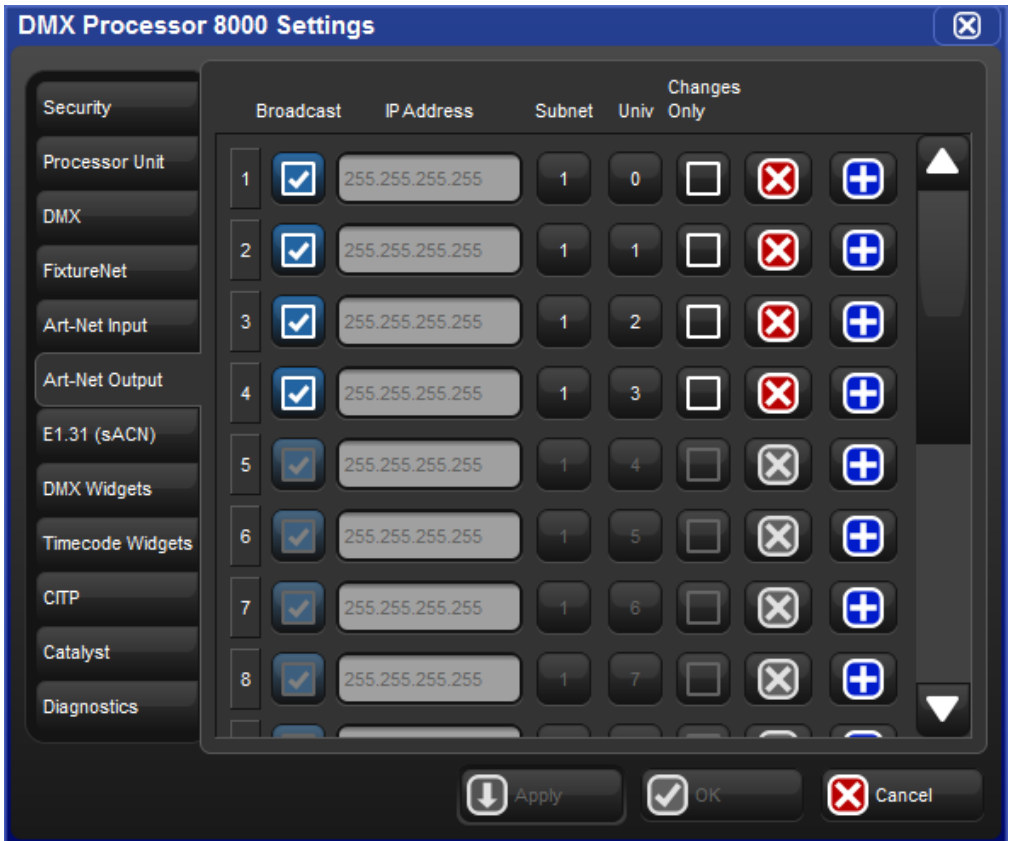 DMX Processor 8000 Settings
Security
Processor Unit
DMX
FixtureNet
Art-Net Input
Art-Net Output
E1.31 (sACN)
DMX Widgets
Timecode Widgets
CITP
Catalyst
Diagnostics
Broadcast IP Address Subnet Univ Changes Only
1 255.255.255.255 1 0
2 255.255.255.255 1 1
3 255.255.255.255 1 2
4 255.255.255.255 1 3
5 255.255.255.255 1 4
6 255.255.255.255 1 5
7 255.255.255.255 1 6
8 255.255.255.255 1 7
Apply OK Cancel